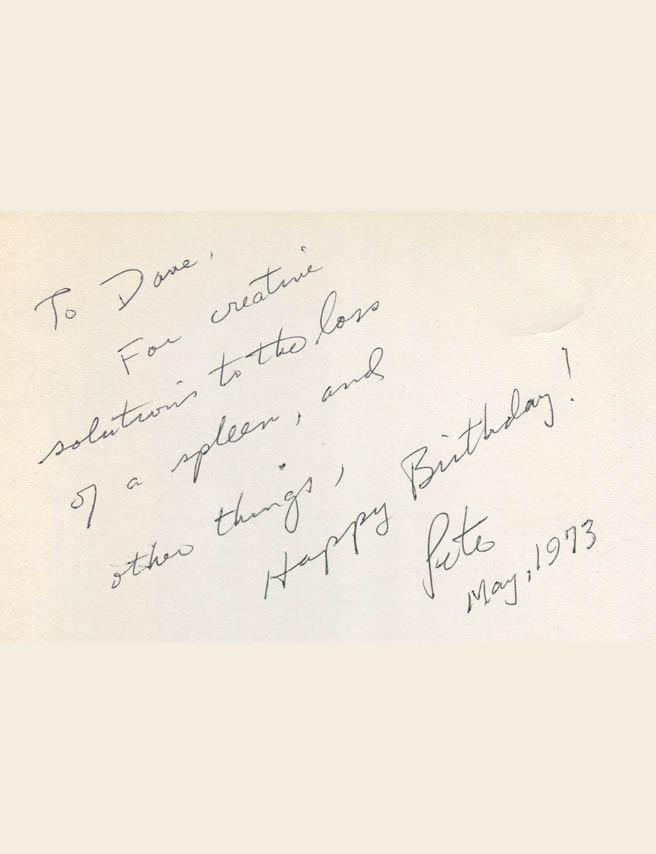 To Dave,
For creative
solutions to the loss
of a spleen, and
other things,
Happy Birthday!
Pete
May, 1973